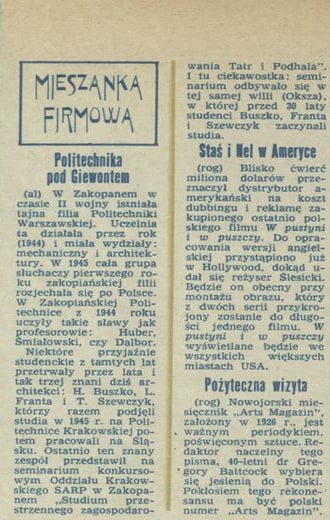 MIESZANKA
FIRMOWA
Politechnika
pod Giewontem
(al) W Zakopanem w
czasie II wojny istniała
tajna filia Politechniki
Warszawskiej. Uczelnia
ta działała przez rok
(1944) i miała wydziały:
mechaniczny i architek-
tury. W 1945 cała grupa
słuchaczy pierwszego ro-
ku zakopiańskiej filii
rozjechała się po Polsce.
W Zakopiańskiej Poli-
technice z 1944 roku
uczyły takie sławy jak
profesorowie: Huber,
Śmiałowski, czy Dalbor.
Niektóre przyjaźnie
studenckie z tamtych lat
przetrwały przez lata i
tak trzej znani dziś ar-
chitekci: H. Buszko, L.
Franta i T. Szewczyk,
którzy razem podjęli
studia w 1945 r. na Poli-
technice Krakowskiej po-
tem pracowali na Ślą-
sku. Ostatnio ten znany
zespół przedstawił na
seminarium konkurso-
wym Oddziału Krakow-
skiego SARP w Zakopa-
nem „Studium prze-
strzennego zagospodaro-
wania Tatr i Podhala”.
I tu ciekawostka: semi-
narium odbywało się w
tej samej willi (Oksza),
w której przed 30 laty
studenci Buszko, Franta
i Szewczyk zaczynali
studia.
Staś i Nel w Ameryce
(rog) Blisko ćwierć
miliona dolarów prze-
znaczył dystrybutor a-
merykański na koszt
dubbingu i reklamę za-
kupionego ostatnio pol-
skiego filmu W pustyni
i w puszczy. Do opra-
cowania wersji angiel-
skiej przystąpiono już
w Hollywood, dokąd u-
dał się reżyser Ślesicki.
Będzie on obecny przy
montażu obrazu, który
z dwóch serii przykro-
jony zostanie do długo-
ści jednego filmu. W
pustyni i w puszczy
wyświetlane będzie we
wszystkich większych
miastach USA.
Pożyteczna wizyta
(rog) Nowojorski mie-
sięcznik „Arts Magazin”,
założony w 1926 r., jest
ważnym periodykiem,
poświęconym sztuce. Re-
daktor naczelny tego
pisma, 40-letni dr Gre-
gory Battcock wybiera
się jesienią do Polski.
Pokłosiem tego rekone-
sansu ma być polski
numer „Arts Magazin”.